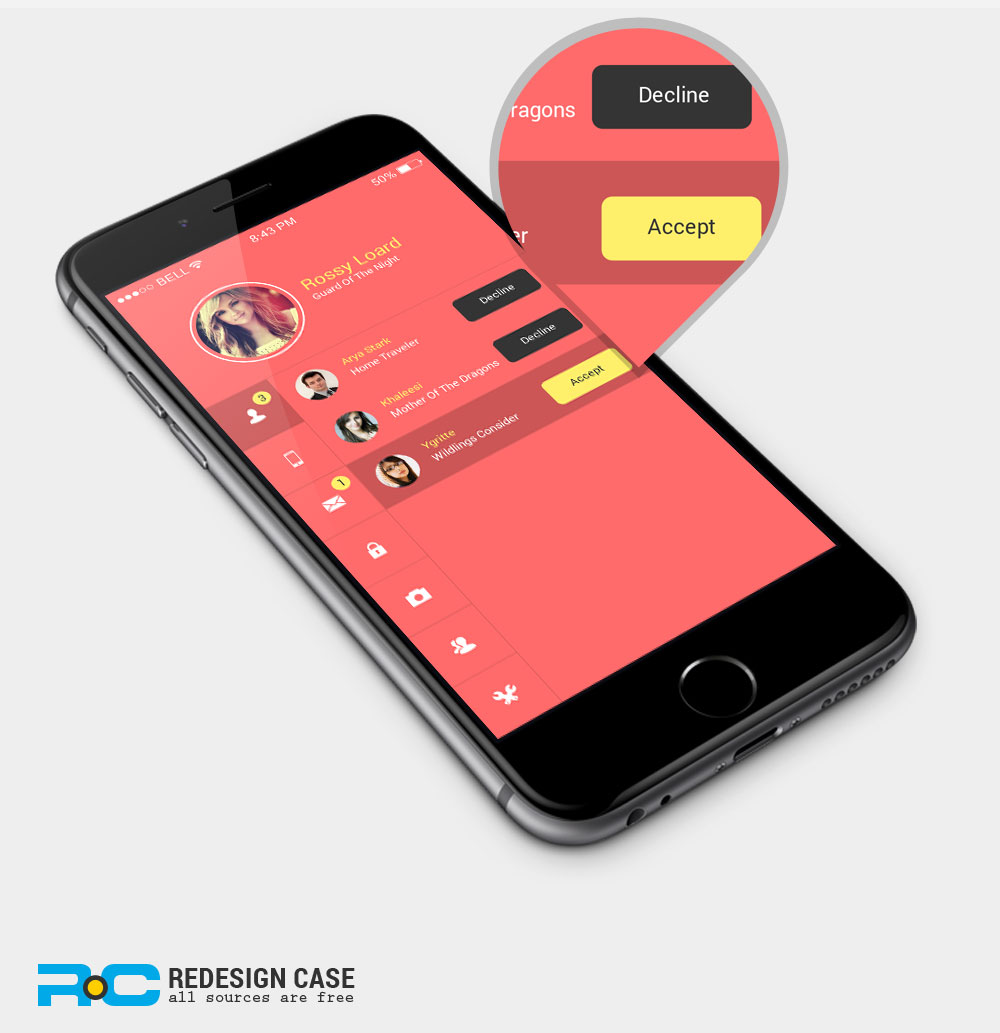 ragons
Decline
er
Accept
BELL
8:43 PM
50%
Rossy Loard
Guard Of The Night
Arya Stark
Home Traveler
Decline
Khaleesi
Mother Of The Dragons
Decline
Ygritte
Wildlings Consider
Accept
3
1
RC
REDESIGN CASE
all sources are free